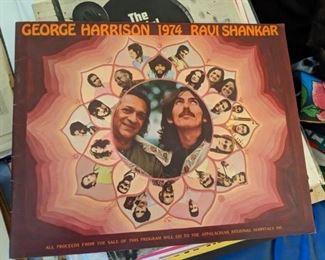 The
GEORGE HARRISON 1974 RAVI SHANKAR
ALL PROCEEDS FROM THE SALE OF THIS PROGRAM WILL GO TO THE APPALACHIAN REGIONAL HOSPITALS INC.